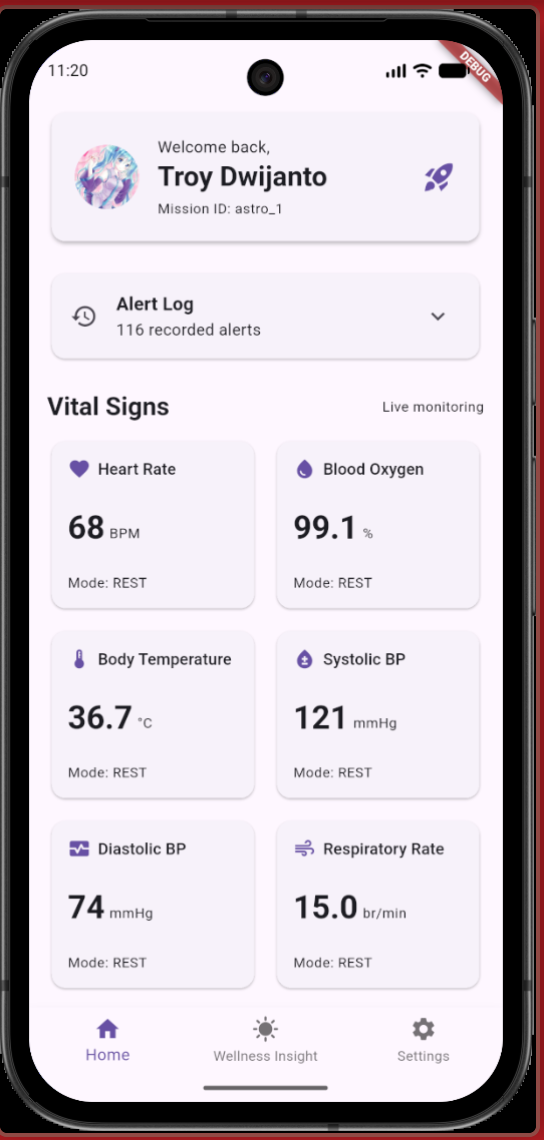 11:20
DEBUG
Welcome back,
Troy Dwijanto
Mission ID: astro_1
Alert Log
116 recorded alerts
Vital Signs
Live monitoring
Heart Rate
68 BPM
Mode: REST
Blood Oxygen
99.1 %
Mode: REST
Body Temperature
36.7 °C
Mode: REST
Systolic BP
121 mmHg
Mode: REST
Diastolic BP
74 mmHg
Mode: REST
Respiratory Rate
15.0 br/min
Mode: REST
Home
Wellness Insight
Settings